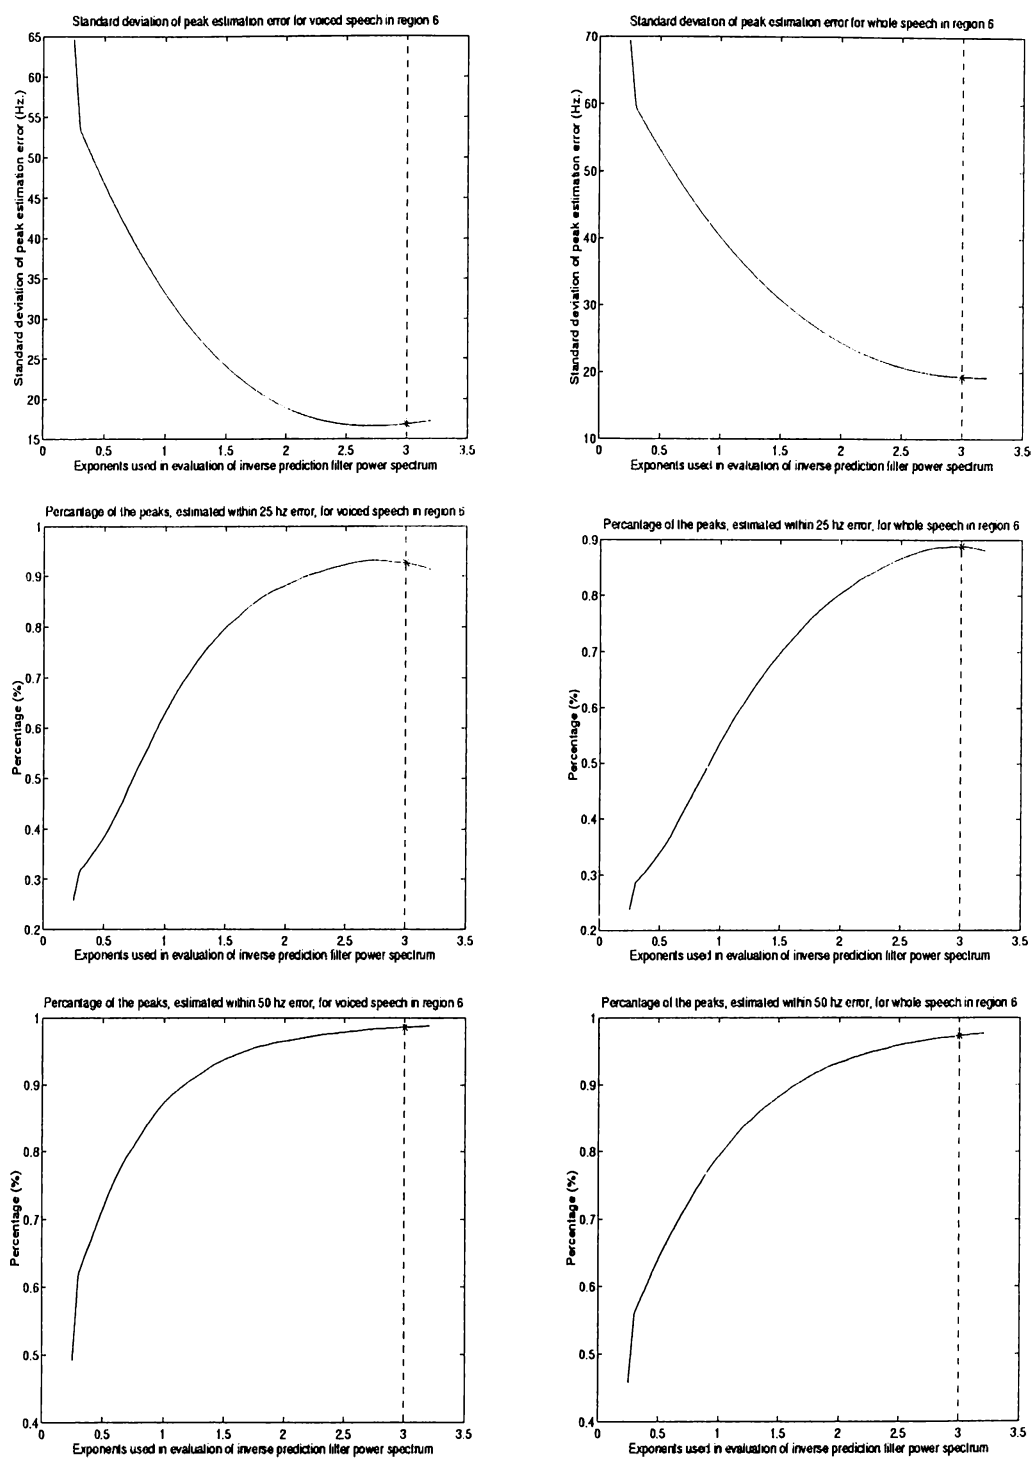 Standard deviation of peak estimation error for voiced speech in region 6
Standard deviation of peak estimation error (Hz.)
65
60
55
50
45
40
35
30
25
20
15
0 0.5 1 1.5 2 2.5 3 3.5
Exponents used in evaluation of inverse prediction filter power spectrum
Standard deviation of peak estimation error for whole speech in region 6
Standard deviation of peak estimation error (Hz.)
70
60
50
40
30
20
10
0 0.5 1 1.5 2 2.5 3 3.5
Exponents used in evaluation of inverse prediction filter power spectrum
Percentage of the peaks, estimated within 25 hz error, for voiced speech in region 6
Percentage (%)
1
0.9
0.8
0.7
0.6
0.5
0.4
0.3
0.2
0 0.5 1 1.5 2 2.5 3 3.5
Exponents used in evaluation of inverse prediction filter power spectrum
Percentage of the peaks, estimated within 25 hz error, for whole speech in region 6
Percentage (%)
0.9
0.8
0.7
0.6
0.5
0.4
0.3
0.2
0 0.5 1 1.5 2 2.5 3 3.5
Exponents used in evaluation of inverse prediction filter power spectrum
Percentage of the peaks, estimated within 50 hz error, for voiced speech in region 6
Percentage (%)
1
0.9
0.8
0.7
0.6
0.5
0.4
0 0.5 1 1.5 2 2.5 3 3.5
Exponents used in evaluation of inverse prediction filter power spectrum
Percentage of the peaks, estimated within 50 hz error, for whole speech in region 6
Percentage (%)
1
0.9
0.8
0.7
0.6
0.5
0.4
0 0.5 1 1.5 2 2.5 3 3.5
Exponents used in evaluation of inverse prediction filter power spectrum